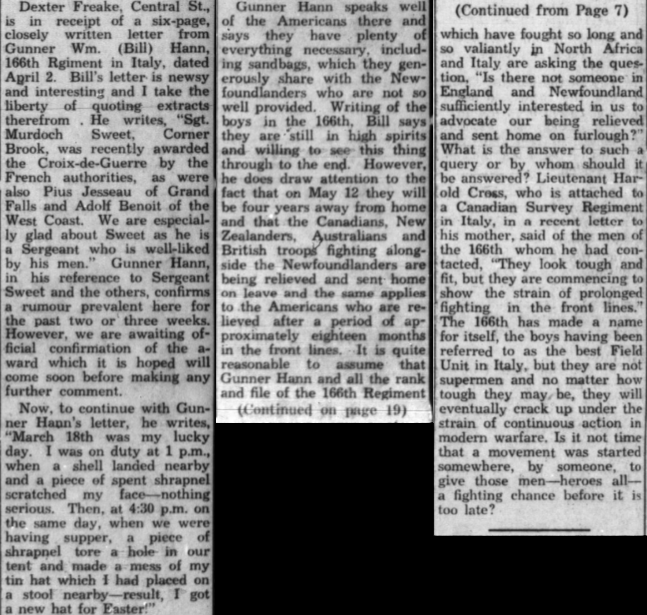 Dexter Freake, Central St.,
is in receipt of a six-page,
closely written letter from
Gunner Wm. (Bill) Hann,
166th Rgiment in Italy, dated
April 2. Bill's letter is newsy
and interesting and I take the
liberty of quoting extracts
therefrom . He writes, "Sgt.
Murdoch Sweet, Corner
Brook, was recently awarded
the Croix-de-Guerre by the
French authorities, as were
also Pius Jesseau of Grand
Falls and Adolf Benoit of the
West Coast. We are especial-
ly glad about Sweet as he is
a Sergeant who is well-liked
by his men." Gunner Hann,
in his reference to Sergeant
Sweet and the others, confirms
a rumour prevalent here for
the past two or three weeks.
However, we are awaiting of-
ficial confirmation of the a-
ward which it is hoped will
come soon before making any
further comment.
Now, to continue with Gun-
ner Hann's letter, he writes,
"March 18th was my lucky
day. I was on duty at 1 p.m.,
when a shell landed nearby
and a piece of spent shrapnel
scratched my face—nothing
serious. Then, at 4:30 p.m. on
the same day, when we were
having supper, a piece of
shrapnel tore a hole in our
tent and made a mess of my
tin hat which I had placed on
a stool nearby—result, I got
a new hat for Easter!"
Gunner Hann speaks well
of the Americans there and
says they have plenty of
everything necessary, includ-
ing sandbags, which they gen-
erously share with the New-
foundlanders who are not so
well provided. Writing of the
boys in the 166th, Bill says
they are still in high spirits
and willing to see this thing
through to the end. However,
he does draw attention to the
fact that on May 12 they will
be four years away from home
and that the Canadians, New
Zealanders, Australians and
British troops fighting along-
side the Newfoundlanders are
being relieved and sent home
on leave and the same applies
to the Americans who are re-
lieved after a period of ap-
proximately eighteen months
in the front lines. It is quite
reasonable to assume that
Gunner Hann and all the rank
and file of the 166th Regiment
(Continued on page 19)
(Continued from Page 7)
which have fought so long and
so valiantly in North Africa
and Italy are asking the ques-
tion, "Is there not someone in
England and Newfoundland
sufficiently interested in us to
advocate our being relieved
and sent home on furlough?"
What is the answer to such a
query or by whom should it
be answered? Lieutenant Har-
old Cross, who is attached to
a Canadian Survey Regiment
in Italy, in a recent letter to
his mother, said of the men of
the 166th whom he had con-
tacted, "They look tough and
fit, but they are commencing to
show the strain of prolonged
fighting in the front lines."
The 166th has made a name
for itself, the boys having been
referred to as the best Field
Unit in Italy, but they are not
supermen and no matter how
tough they may be, they will
eventually crack up under the
strain of continuous action in
modern warfare. Is it not time
that a movement was started
somewhere, by someone, to
give those men—heroes all—
a fighting chance before it is
too late?